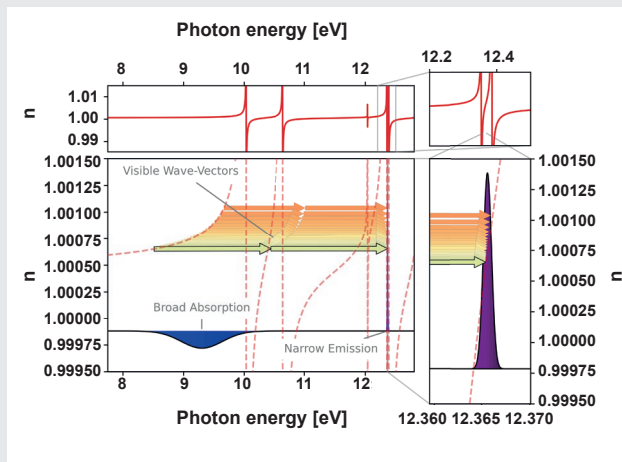 Photon energy [eV]
8 9 10 11 12
12.2 12.4
n
1.01
1.00
0.99
n
1.00150
1.00125
1.00100
1.00075
1.00050
1.00025
1.00000
0.99975
0.99950
Visible Wave-Vectors
Broad Absorption
Narrow Emission
1.00150
1.00125
1.00100
1.00075
1.00050
1.00025
1.00000
0.99975
0.99950
n
8 9 10 11 12
12.360 12.365 12.370
Photon energy [eV]